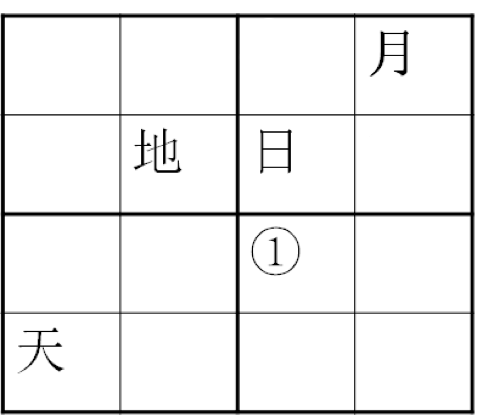 月
地 日
①
天